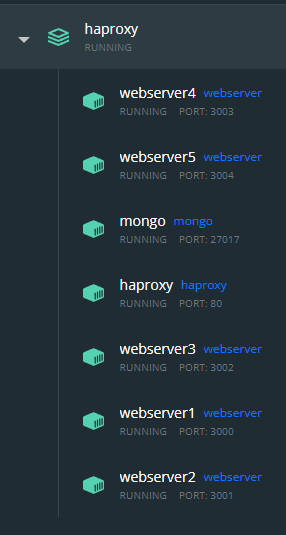 haproxy
RUNNING
webserver4 webserver
RUNNING PORT: 3003
webserver5 webserver
RUNNING PORT: 3004
mongo mongo
RUNNING PORT: 27017
haproxy haproxy
RUNNING PORT: 80
webserver3 webserver
RUNNING PORT: 3002
webserver1 webserver
RUNNING PORT: 3000
webserver2 webserver
RUNNING PORT: 3001